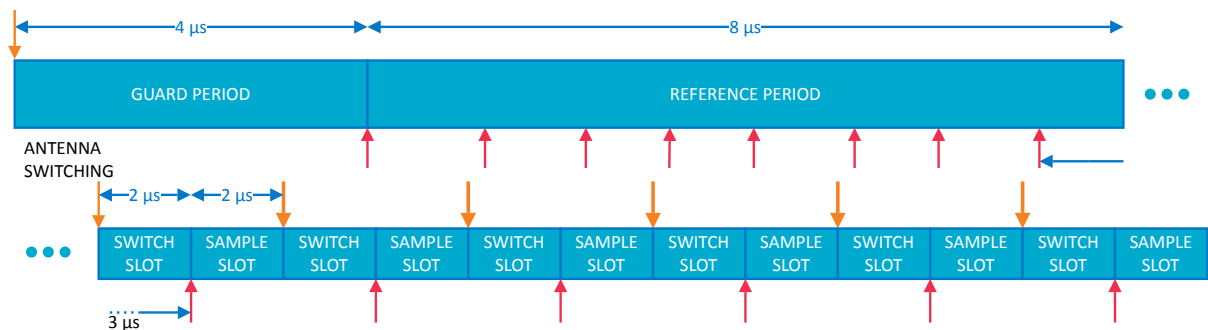 4 µs
8 µs
GUARD PERIOD
REFERENCE PERIOD
ANTENNA
SWITCHING
2 µs
2 µs
SWITCH
SLOT
SAMPLE
SLOT
SWITCH
SLOT
SAMPLE
SLOT
SWITCH
SLOT
SAMPLE
SLOT
SWITCH
SLOT
SAMPLE
SLOT
SWITCH
SLOT
SAMPLE
SLOT
SWITCH
SLOT
SAMPLE
SLOT
3 µs